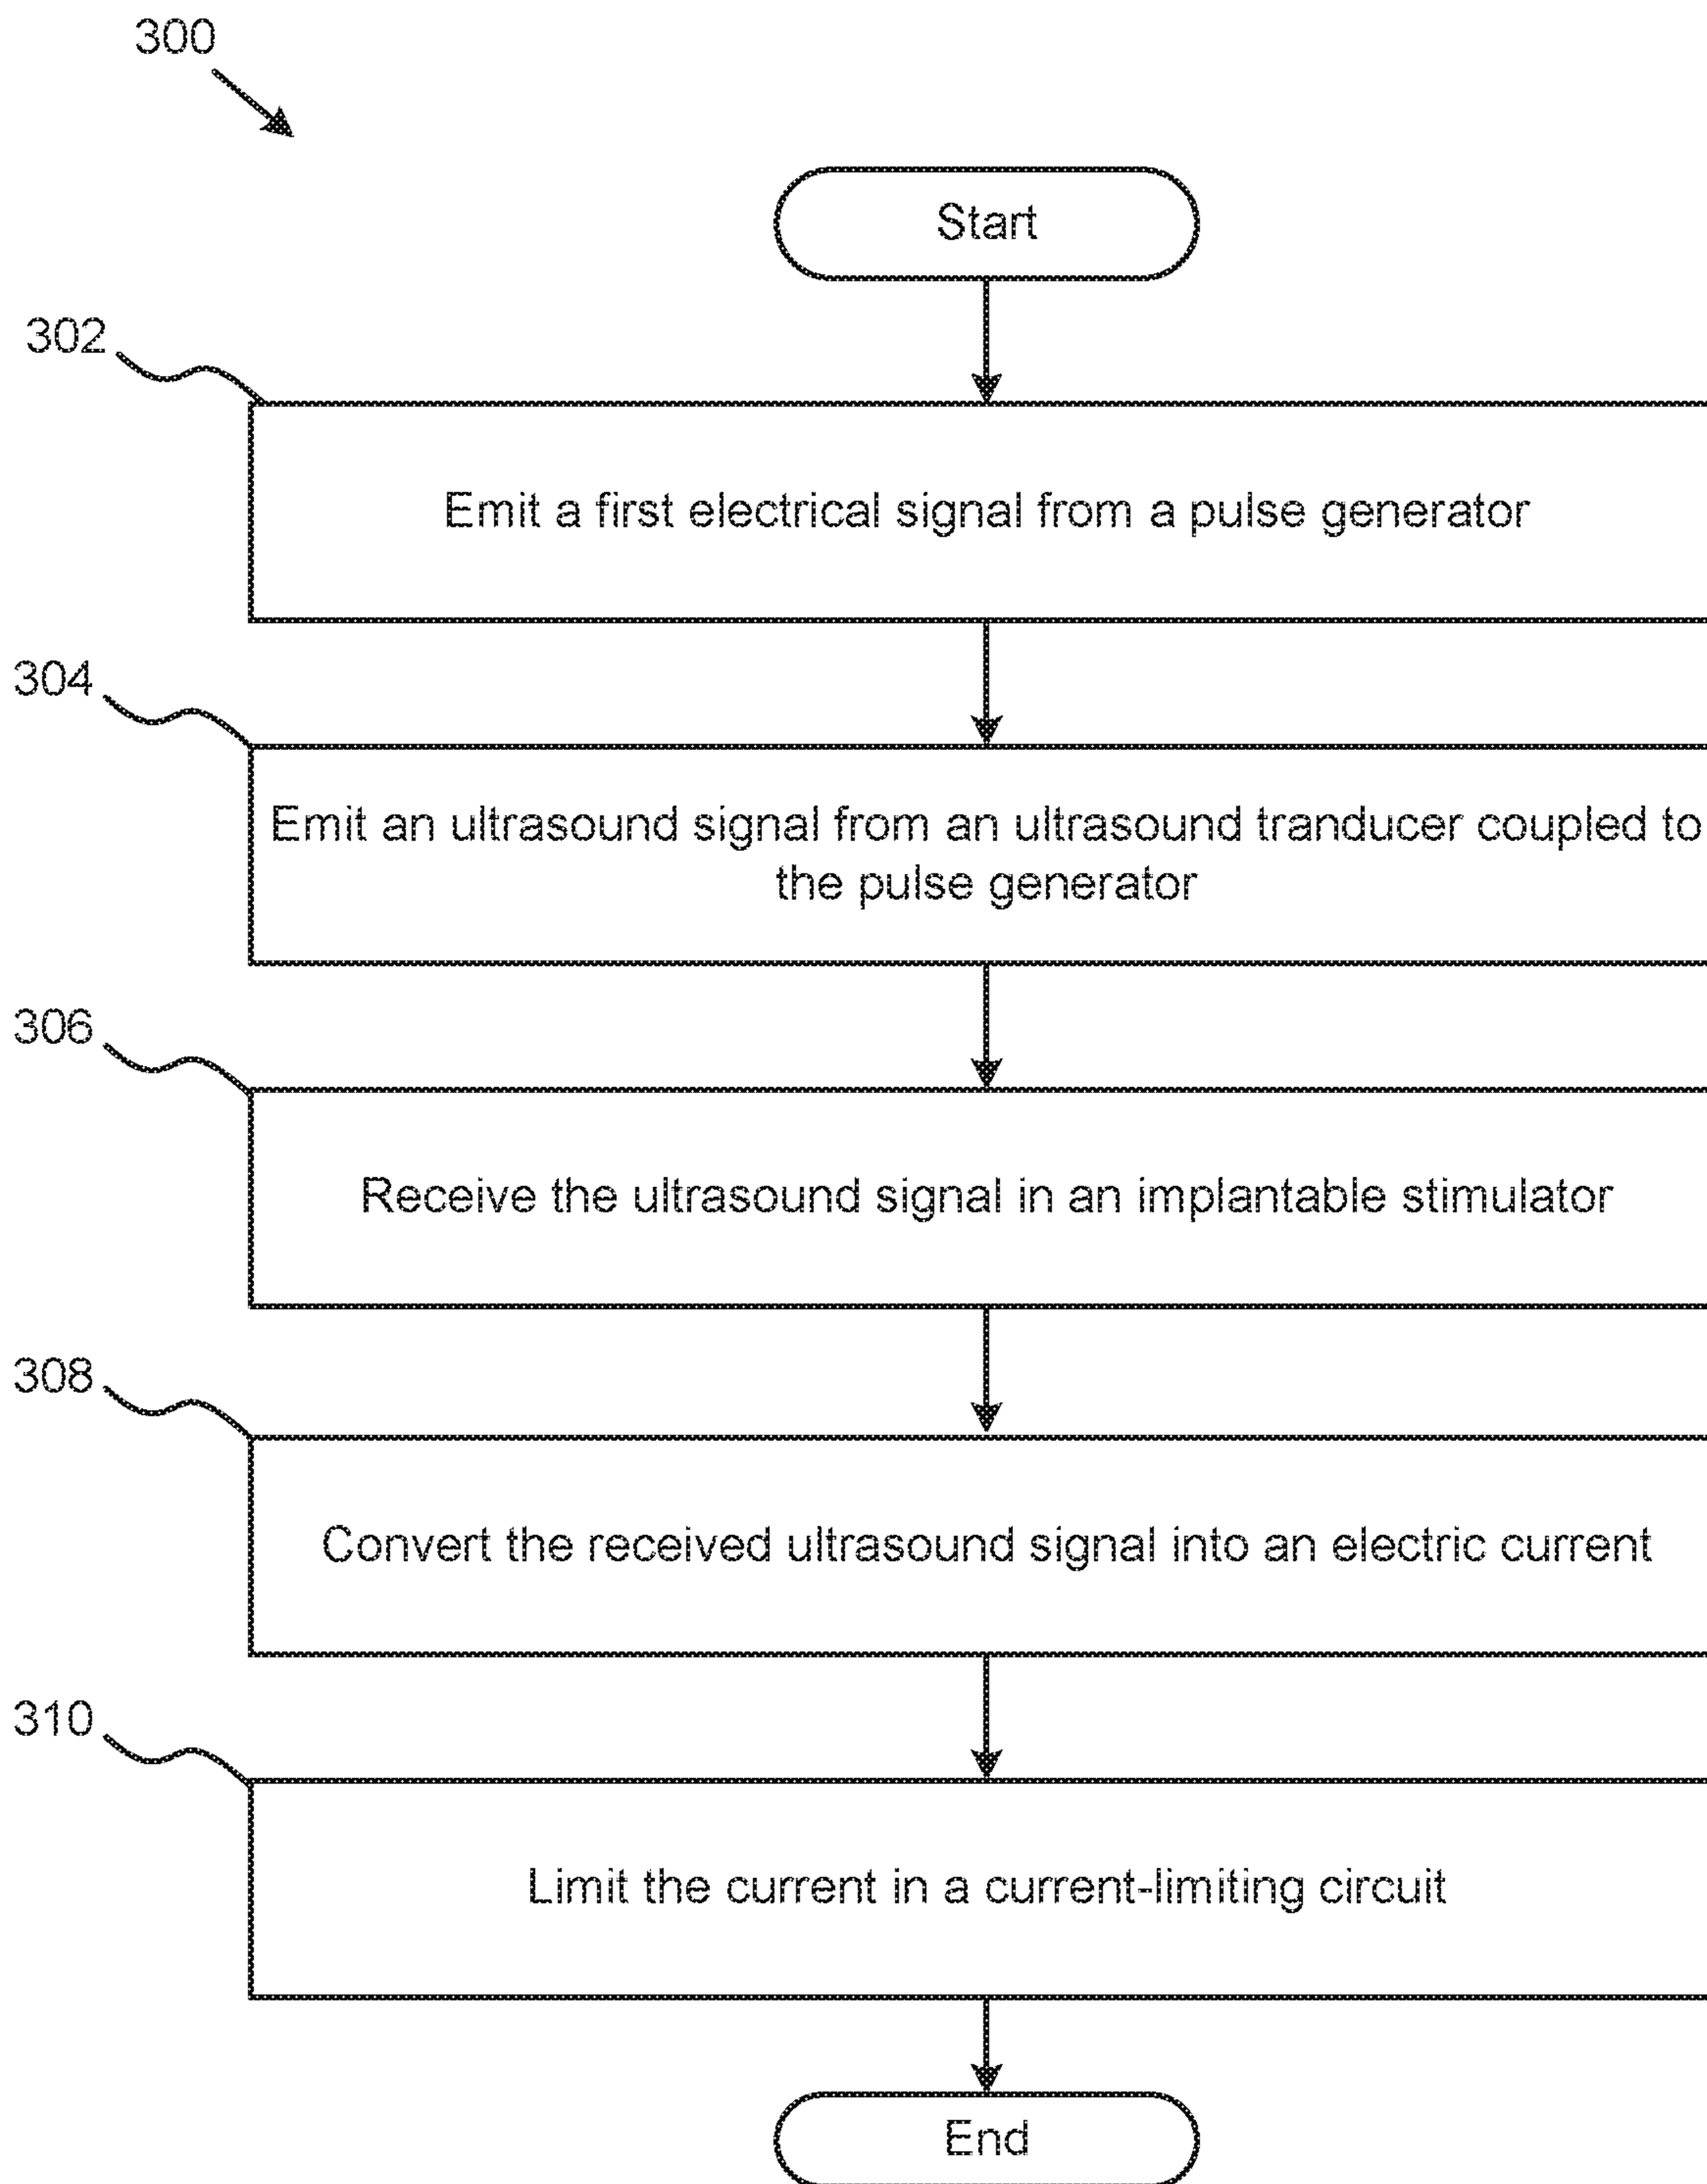 300
Start
302
Emit a first electrical signal from a pulse generator
304
Emit an ultrasound signal from an ultrasound tranducer coupled to
the pulse generator
306
Receive the ultrasound signal in an implantable stimulator
308
Convert the received ultrasound signal into an electric current
310
Limit the current in a current-limiting circuit
End